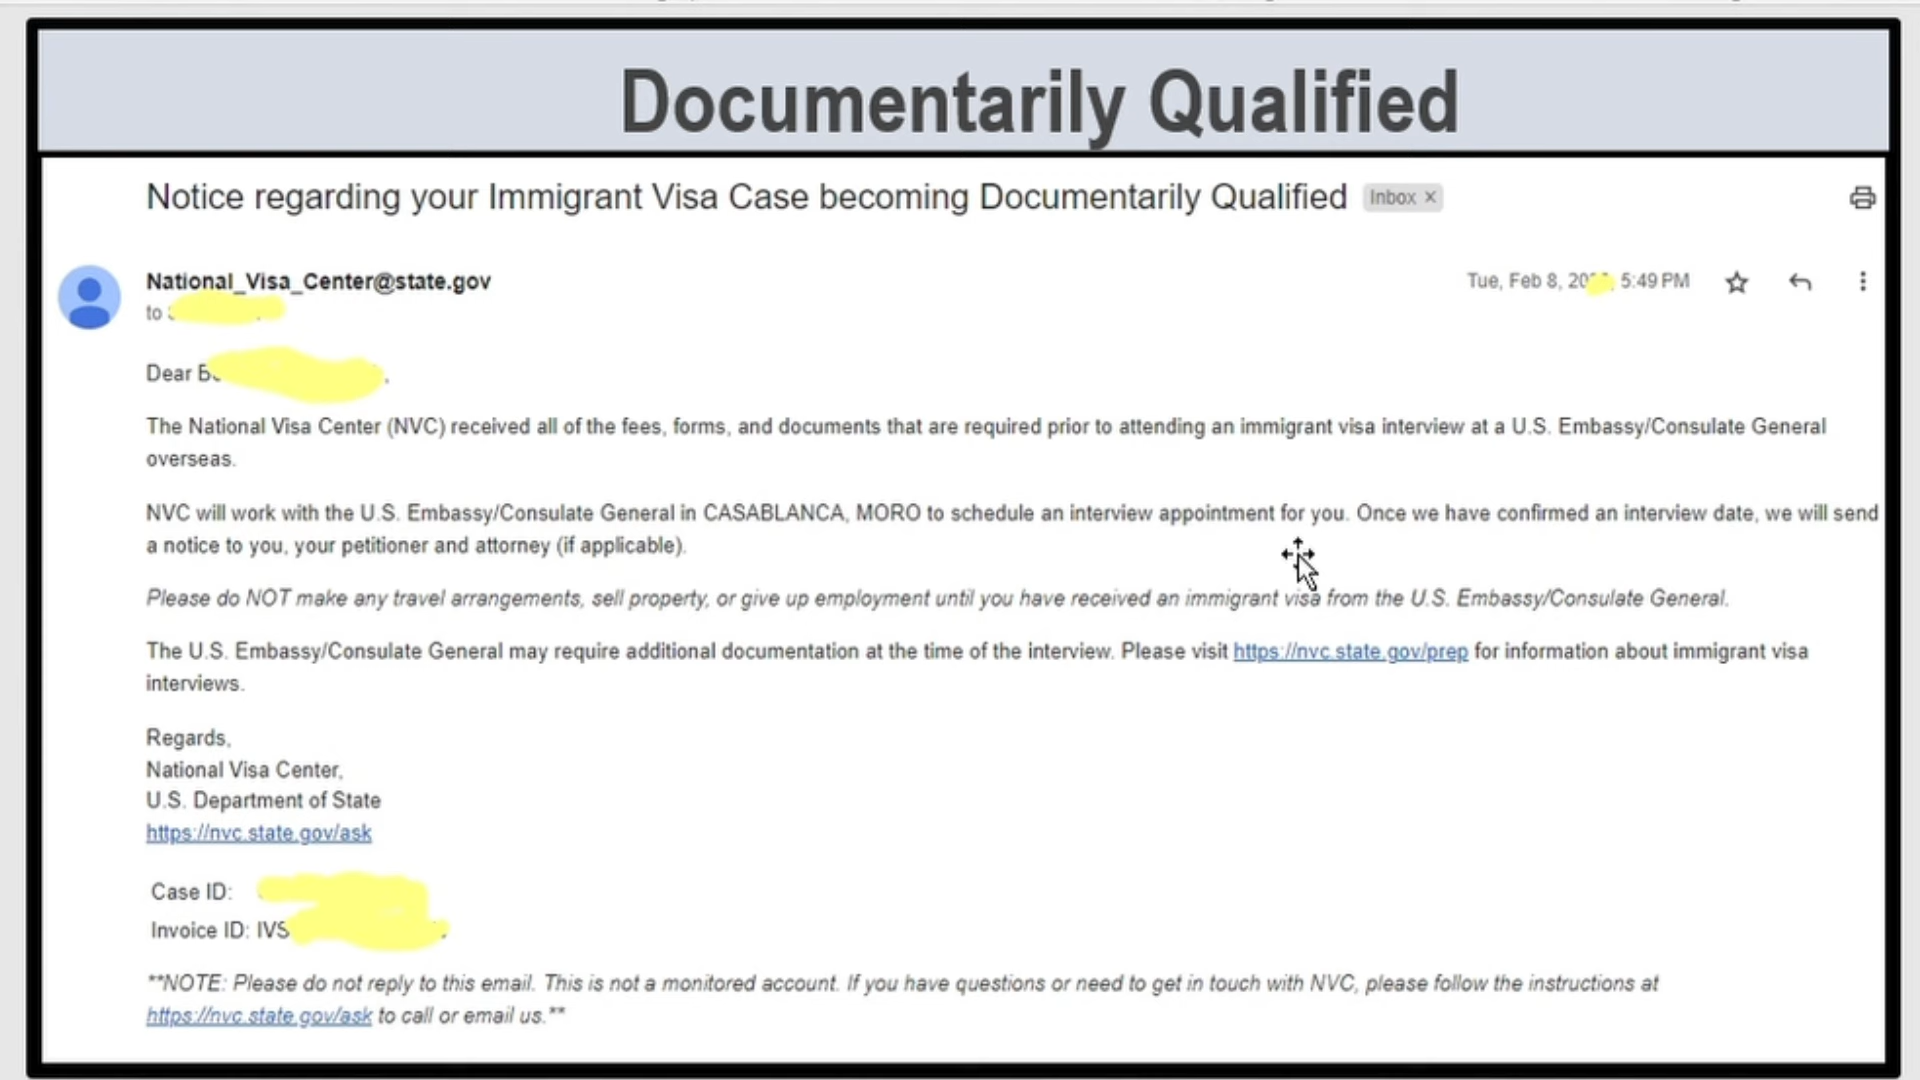 Documentarily Qualified
Notice regarding your Immigrant Visa Case becoming Documentarily Qualified Inbox ×
National_Visa_Center@state.gov
Tue, Feb 8, 20 5:49 PM
to
Dear
The National Visa Center (NVC) received all of the fees, forms, and documents that are required prior to attending an immigrant visa interview at a U.S. Embassy/Consulate General
overseas.
NVC will work with the U.S. Embassy/Consulate General in CASABLANCA, MORO to schedule an interview appointment for you. Once we have confirmed an interview date, we will send
a notice to you, your petitioner and attorney (if applicable).
Please do NOT make any travel arrangements, sell property, or give up employment until you have received an immigrant visa from the U.S. Embassy/Consulate General.
The U.S. Embassy/Consulate General may require additional documentation at the time of the interview. Please visit https://nvc.state.gov/prep for information about immigrant visa
interviews.
Regards,
National Visa Center,
U.S. Department of State
https://nvc.state.gov/ask
Case ID:
Invoice ID: IVS
**NOTE: Please do not reply to this email. This is not a monitored account. If you have questions or need to get in touch with NVC, please follow the instructions at
https://nvc.state.gov/ask to call or email us.**